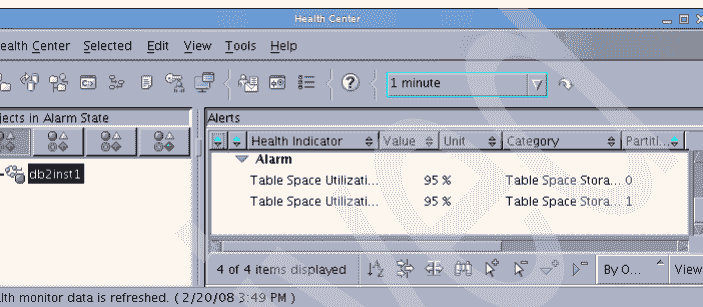 Health Center
ealth Center Selected Edit View Tools Help
1 minute
jects in Alarm State
Alerts
Health Indicator Value Unit Category Partiti...
Alarm
db2inst1
Table Space Utilizati... 95 % Table Space Stora... 0
Table Space Utilizati... 95 % Table Space Stora... 1
4 of 4 items displayed By O... View
lth monitor data is refreshed. ( 2/20/08 3:49 PM )